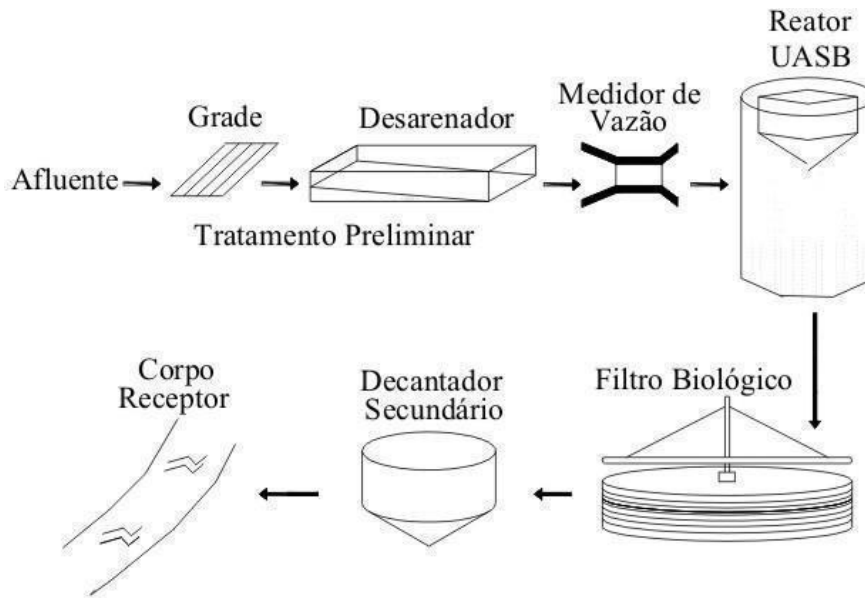 Reator
UASB
Medidor de
Vazão
Grade
Desarenador
Afluente
Tratamento Preliminar
Corpo
Receptor
Decantador
Secundário
Filtro Biológico